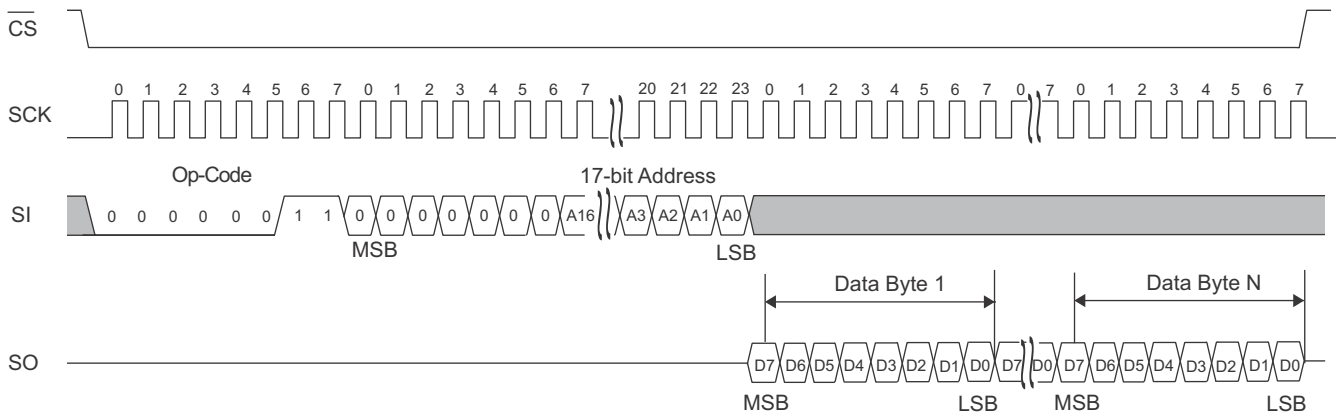 CS
0 1 2 3 4 5 6 7 0 1 2 3 4 5 6 7 20 21 22 23 0 1 2 3 4 5 6 7 0 7 0 1 2 3 4 5 6 7
SCK
Op-Code 17-bit Address
SI 0 0 0 0 0 0 1 1 0 0 0 0 0 0 0 A16 A3 A2 A1 A0
MSB LSB
Data Byte 1 Data Byte N
SO D7 D6 D5 D4 D3 D2 D1 D0 D7 D0 D7 D6 D5 D4 D3 D2 D1 D0
MSB LSB MSB LSB